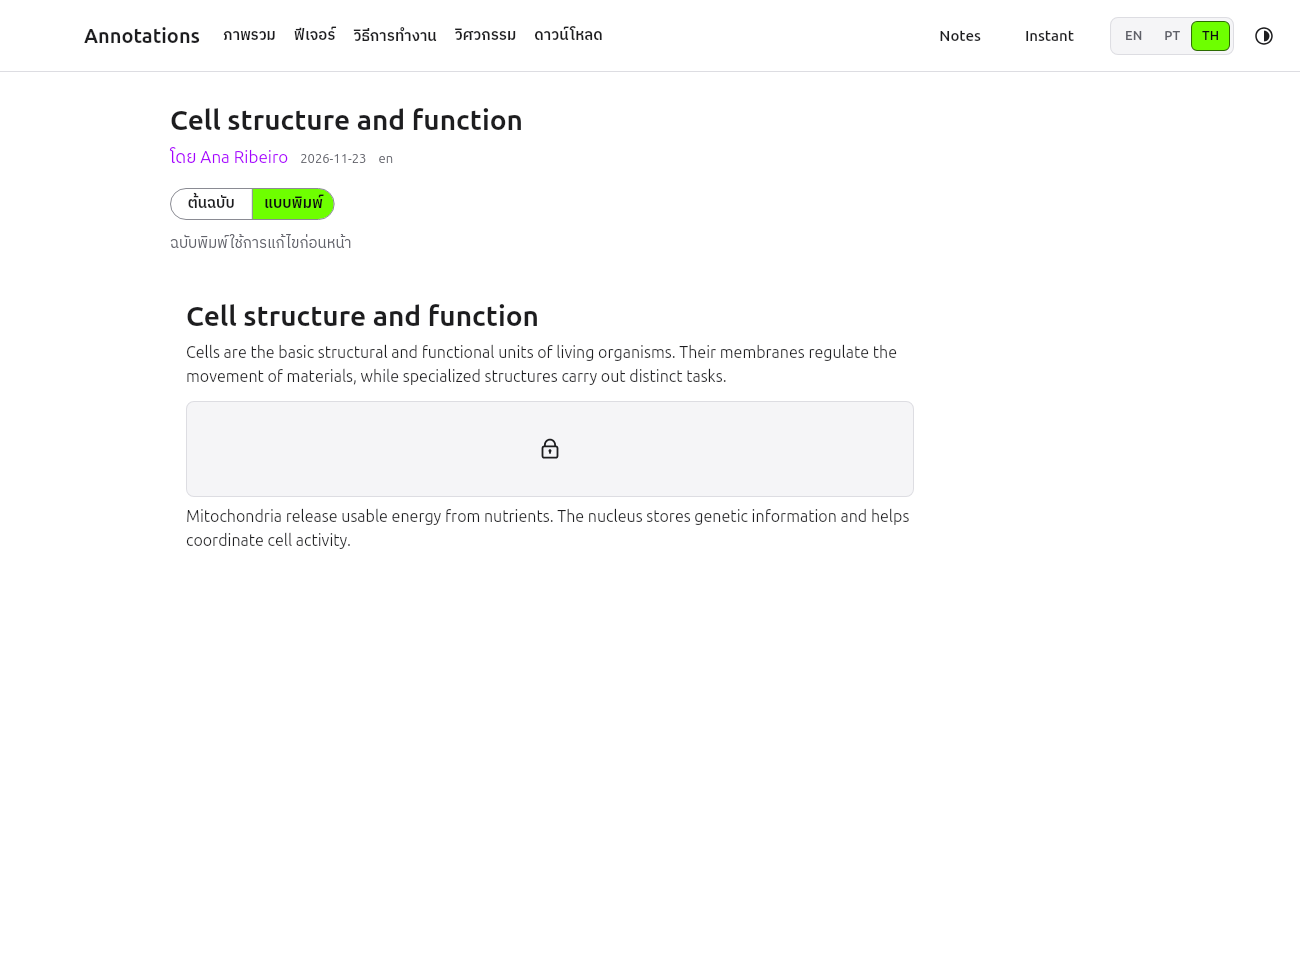 Annotations ภาพรวม ฟีเจอร์ วิธีการทำงาน วิศวกรรม ดาวน์โหลด Notes Instant EN PT TH
Cell structure and function
โดย Ana Ribeiro 2026-11-23 en
ต้นฉบับ แบบพิมพ์
ฉบับพิมพ์ใช้การแก้ไขก่อนหน้า
Cell structure and function
Cells are the basic structural and functional units of living organisms. Their membranes regulate the
movement of materials, while specialized structures carry out distinct tasks.
Mitochondria release usable energy from nutrients. The nucleus stores genetic information and helps
coordinate cell activity.